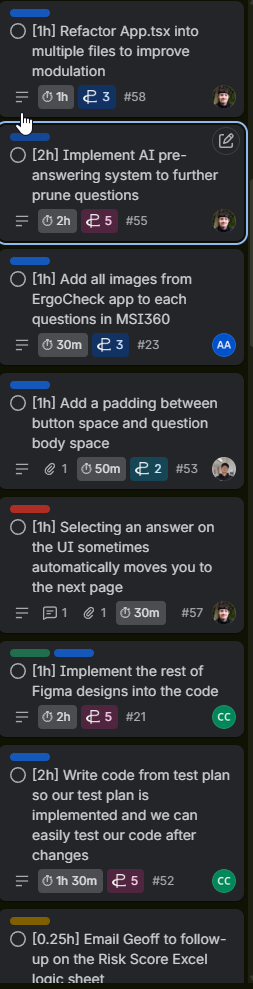 [1h] Refactor App.tsx into
multiple files to improve
modulation
1h 3 #58
[2h] Implement AI pre-
answering system to further
prune questions
2h 5 #55
[1h] Add all images from
ErgoCheck app to each
questions in MSI360
30m 3 #23 AA
[1h] Add a padding between
button space and question
body space
1 50m 2 #53
[1h] Selecting an answer on
the UI sometimes
automatically moves you to
the next page
1 1 30m #57
[1h] Implement the rest of
Figma designs into the code
2h 5 #21 CC
[2h] Write code from test plan
so our test plan is
implemented and we can
easily test our code after
changes
1h 30m 5 #52 CC
[0.25h] Email Geoff to follow-
up on the Risk Score Excel
logic sheet